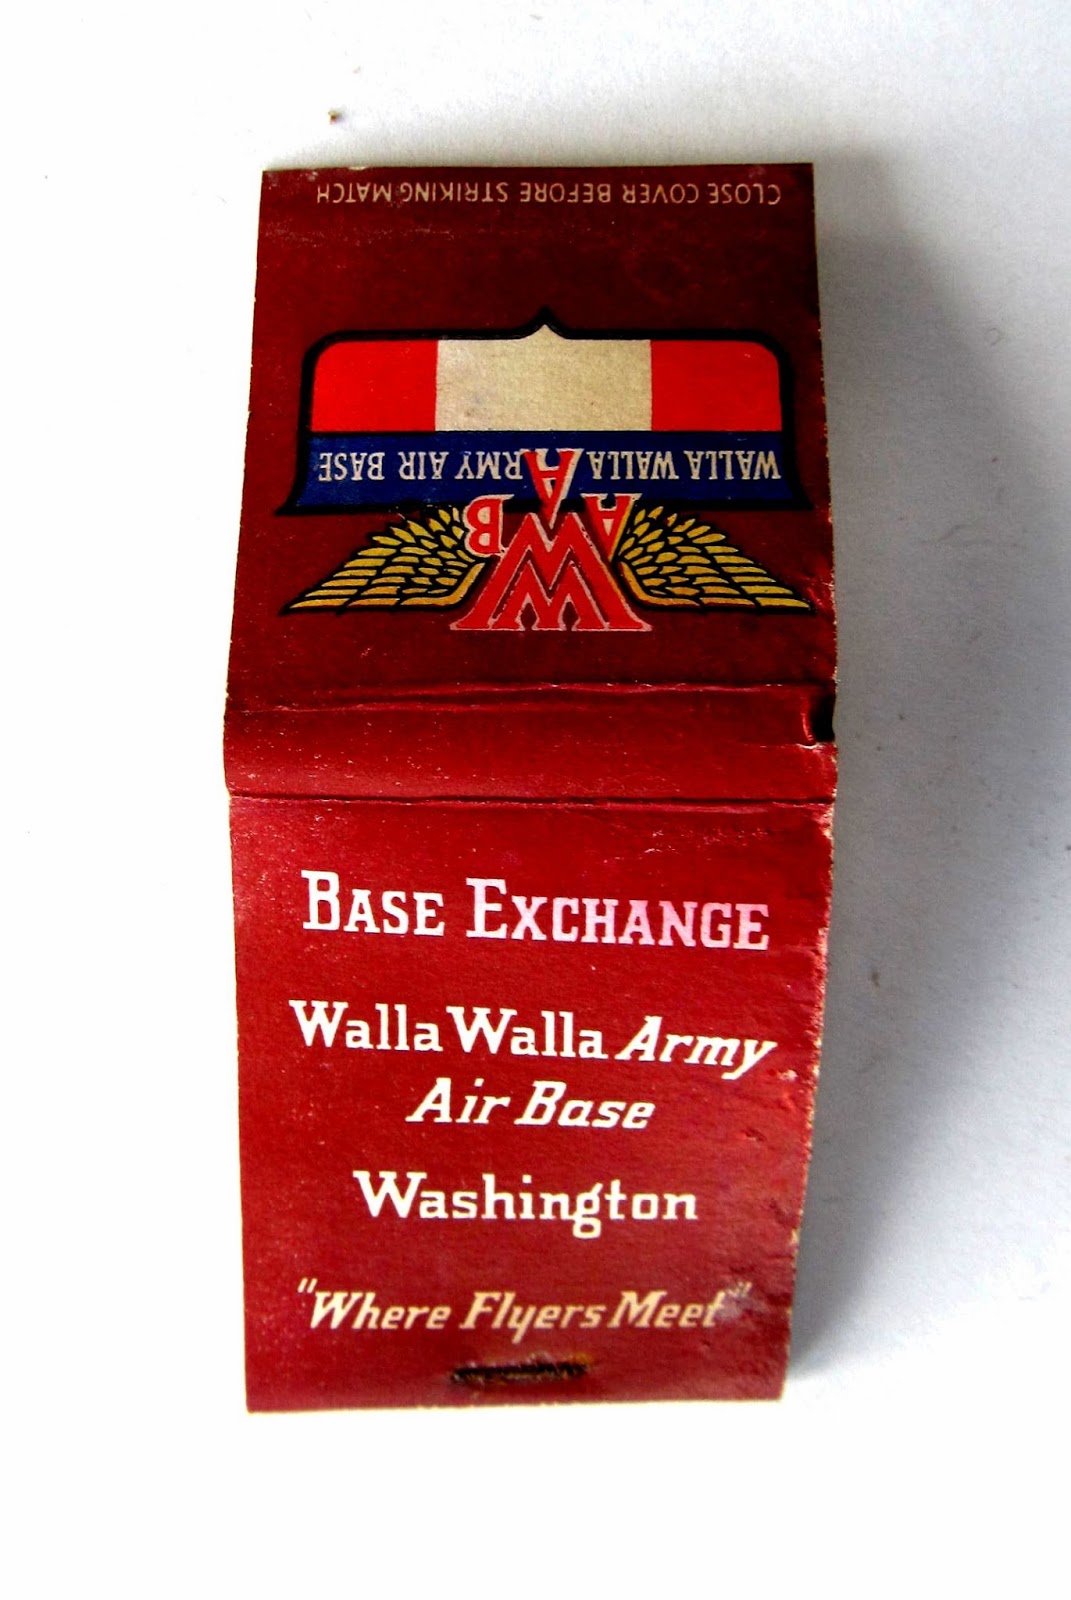 CLOSE COVER BEFORE STRIKING MATCH
WALLA WALLA ARMY AIR BASE
WW
A A B
BASE EXCHANGE
Walla Walla Army
Air Base
Washington
"Where Flyers Meet"